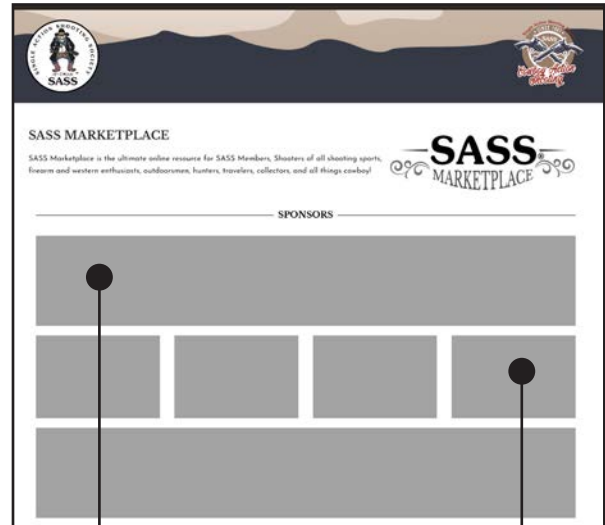 SINGLE ACTION SHOOTING SOCIETY
SASS
SASS
SASS MARKETPLACE
SASS Marketplace is the ultimate online resource for SASS Members, Shooters of all shooting sports,
firearm and western enthusiasts, outdoorsmen, hunters, travelers, collectors, and all things cowboy!
SASS®
MARKETPLACE
SPONSORS